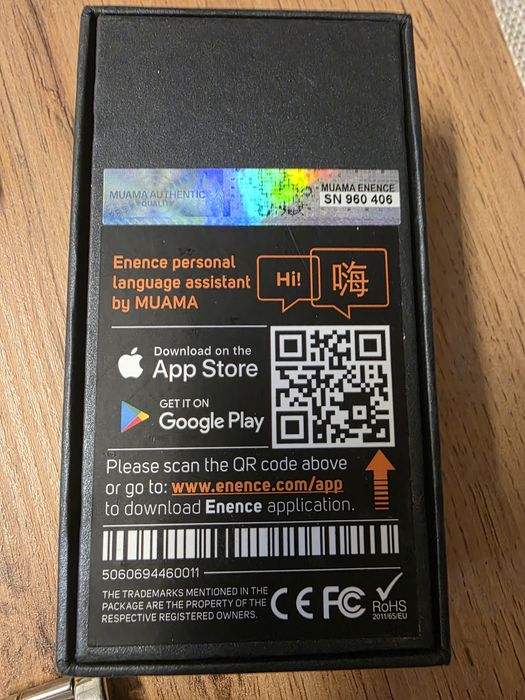 MUAMA AUTHENTIC
QUALITY
MUAMA ENENCE
SN 960 406
Enence personal
language assistant
by MUAMA
Hi!
嗨
Download on the
App Store
GET IT ON
Google Play
Please scan the QR code above
or go to: www.enence.com/app
to download Enence application.
5060694460011
THE TRADEMARKS MENTIONED IN THE
PACKAGE ARE THE PROPERTY OF THE
RESPECTIVE REGISTERED OWNERS.
CE FC
RoHS
2011/65/EU